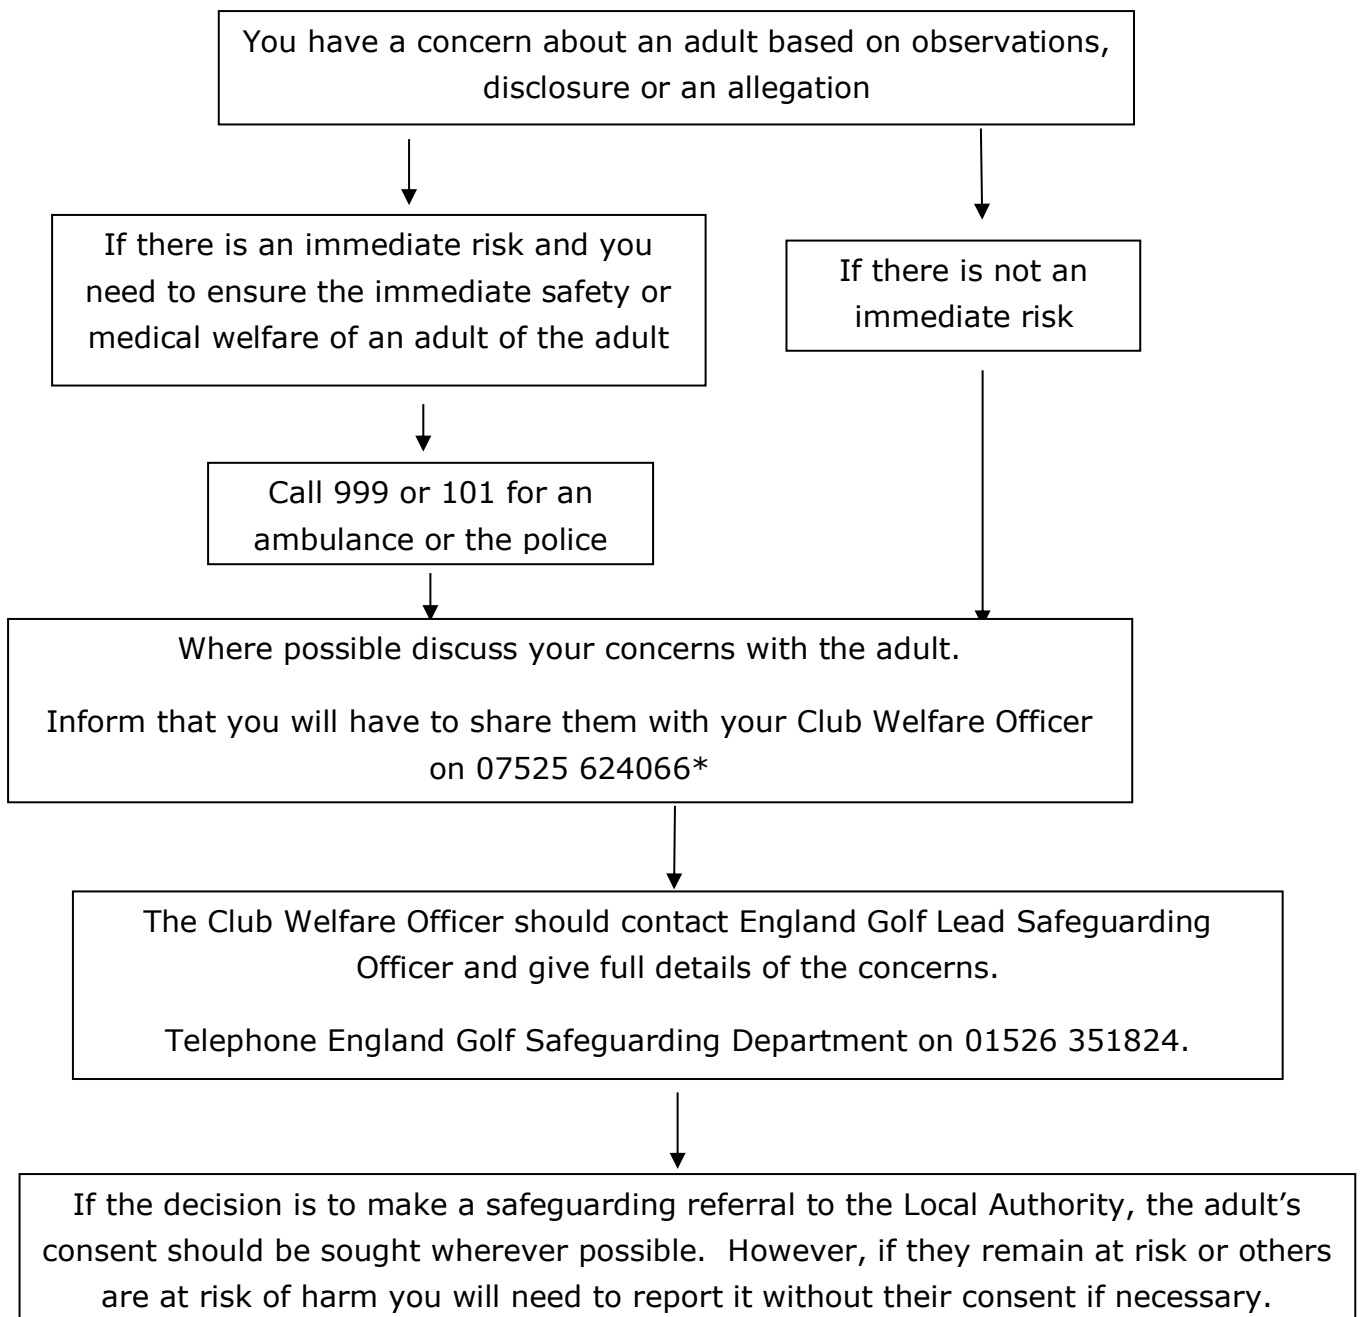 You have a concern about an adult based on observations,
disclosure or an allegation
If there is an immediate risk and you
need to ensure the immediate safety or
medical welfare of an adult of the adult
If there is not an
immediate risk
Call 999 or 101 for an
ambulance or the police
Where possible discuss your concerns with the adult.
Inform that you will have to share them with your Club Welfare Officer
on 07525 624066*
The Club Welfare Officer should contact England Golf Lead Safeguarding
Officer and give full details of the concerns.
Telephone England Golf Safeguarding Department on 01526 351824.
If the decision is to make a safeguarding referral to the Local Authority, the adult’s
consent should be sought wherever possible.  However, if they remain at risk or others
are at risk of harm you will need to report it without their consent if necessary.